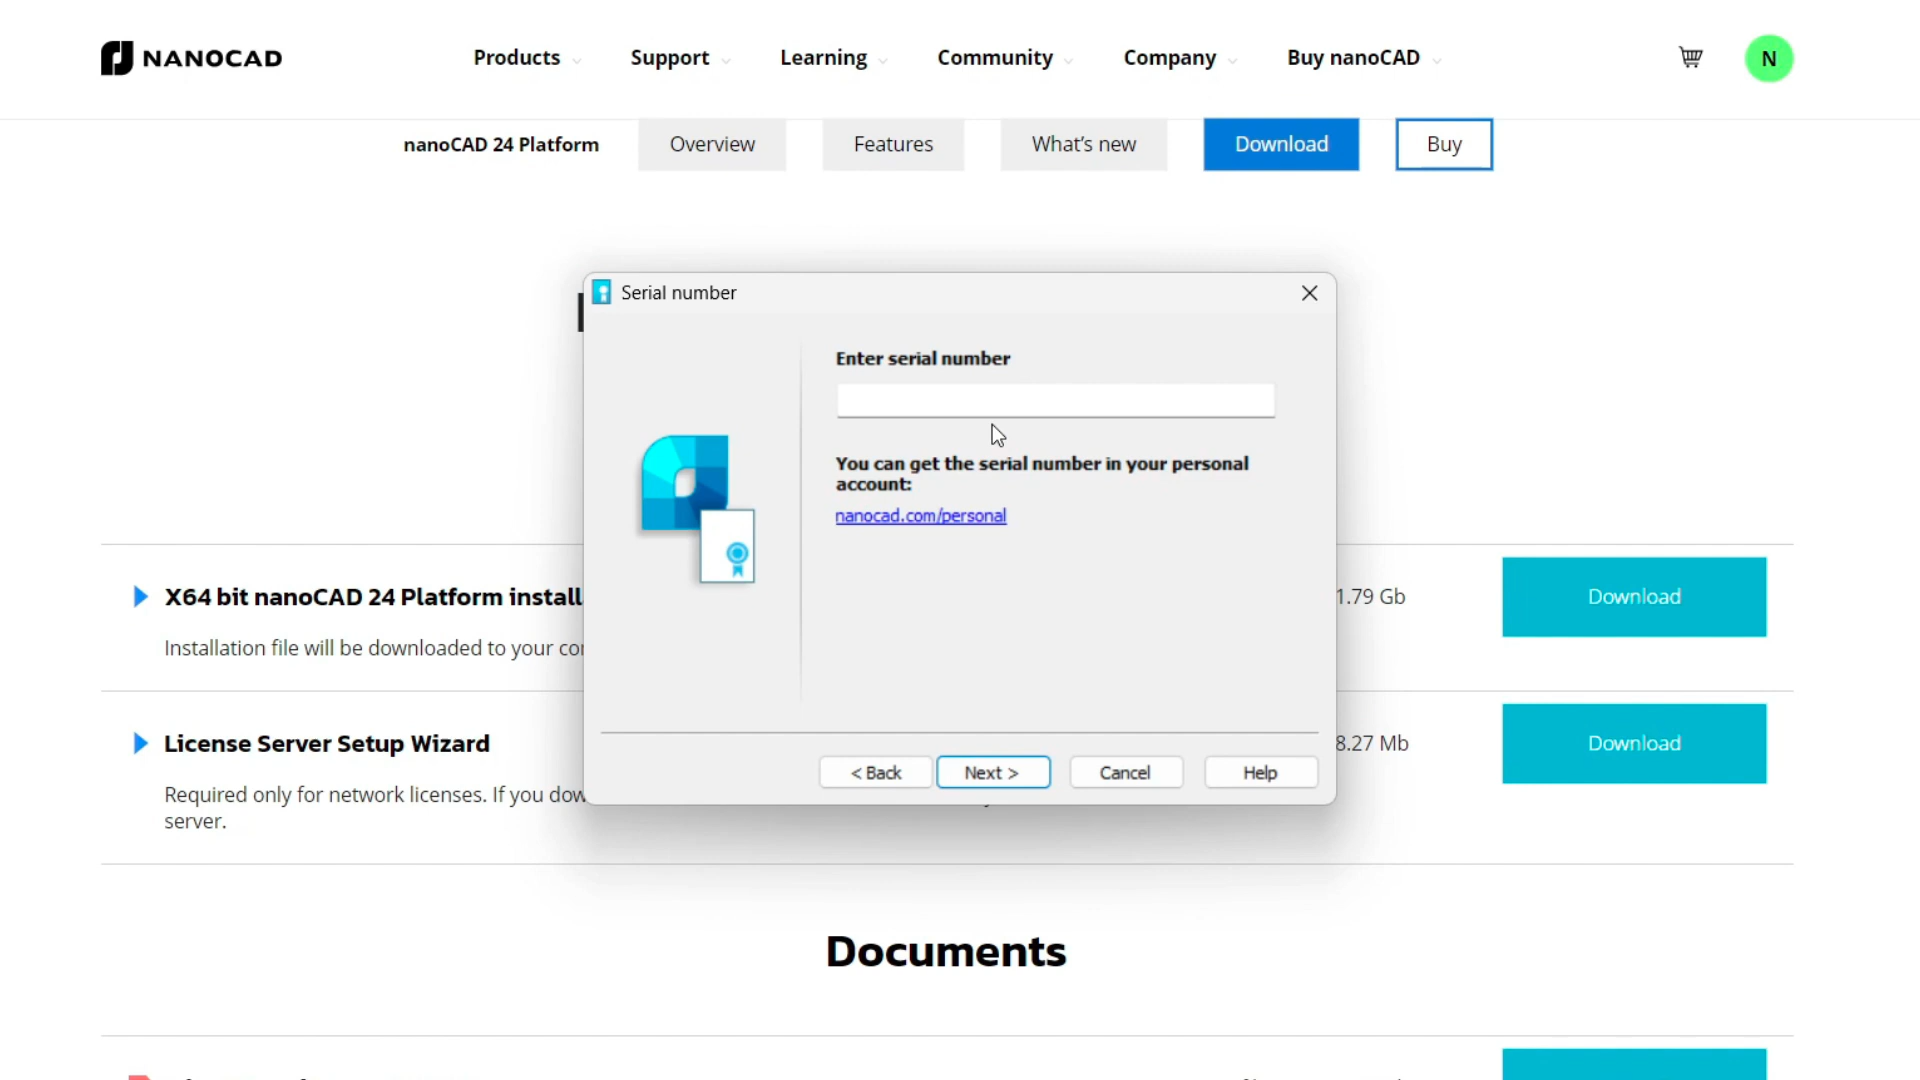 NANOCAD
Products
Support
Learning
Community
Company
Buy nanoCAD
N
nanoCAD 24 Platform
Overview
Features
What's new
Download
Buy
Serial number
Enter serial number
You can get the serial number in your personal
account:
nanocad.com/personal
< Back
Next >
Cancel
Help
X64 bit nanoCAD 24 Platform install
1.79 Gb
Download
Installation file will be downloaded to your
License Server Setup Wizard
8.27 Mb
Download
Required only for network licenses. If you
server.
Documents